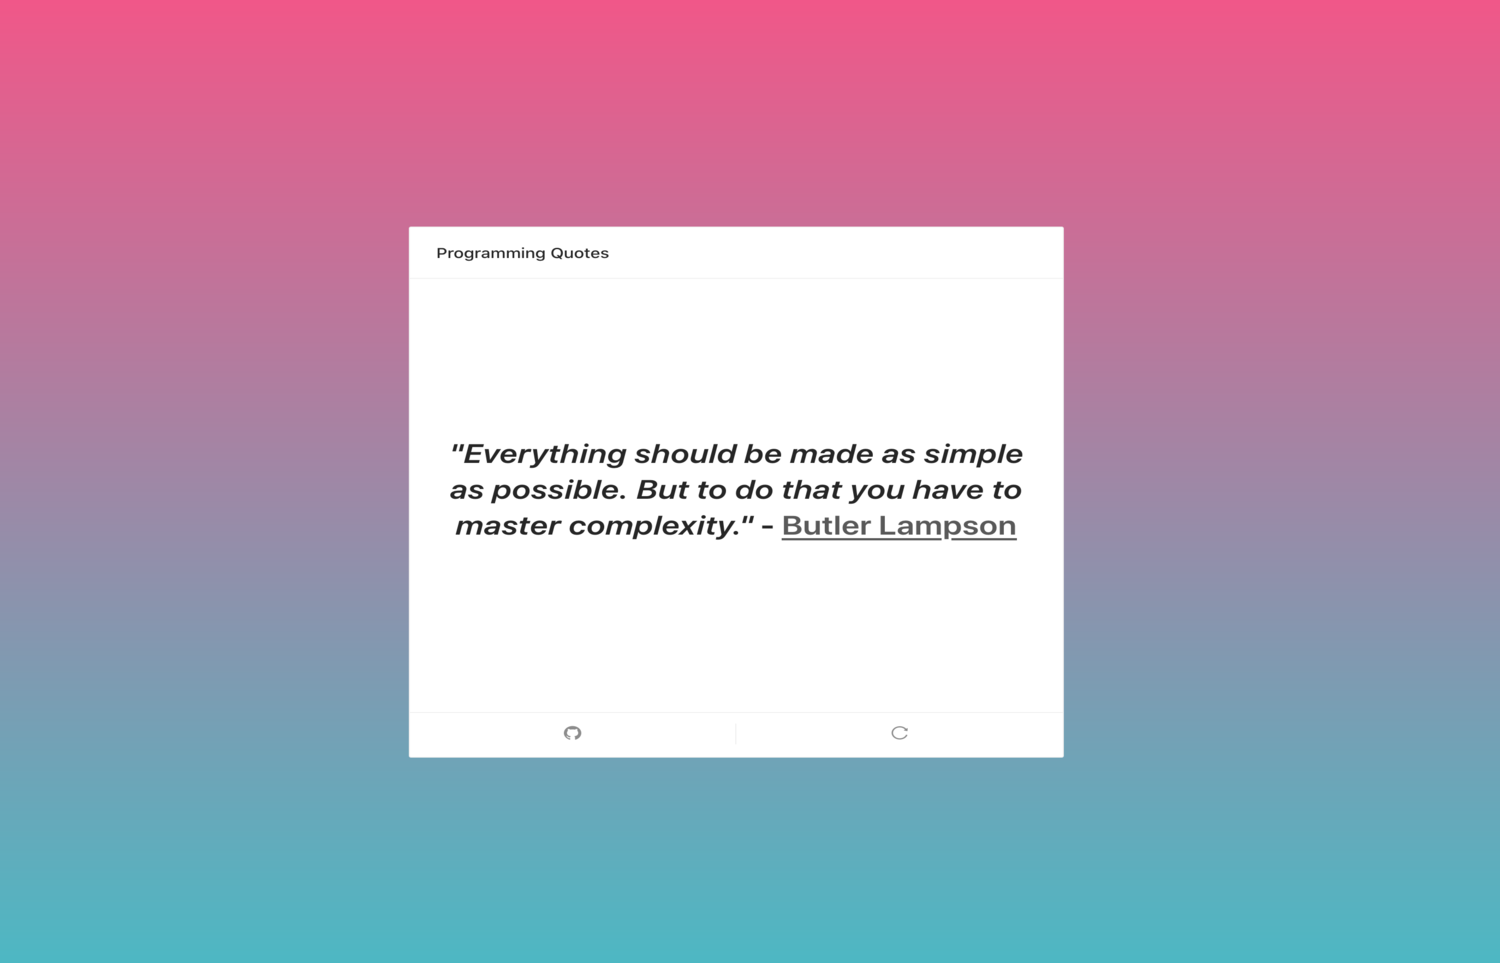 Programming Quotes
"Everything should be made as simple
as possible. But to do that you have to
master complexity." - Butler Lampson